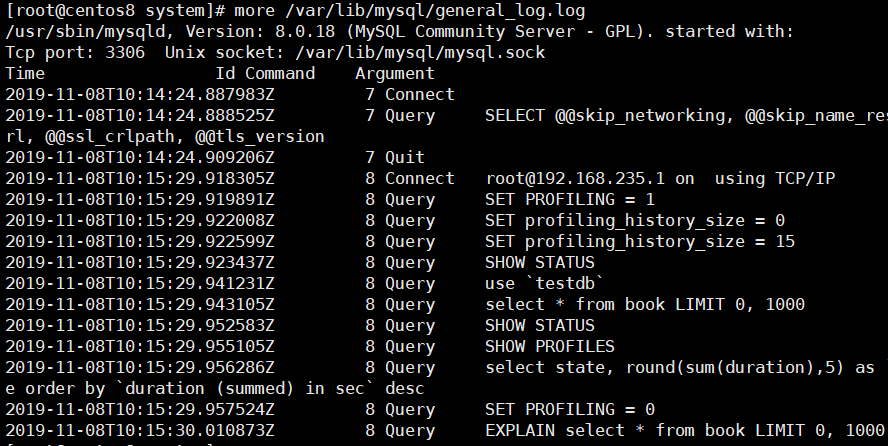 [root@centos8 system]# more /var/lib/mysql/general_log.log
/usr/sbin/mysqld, Version: 8.0.18 (MySQL Community Server - GPL). started with:
Tcp port: 3306  Unix socket: /var/lib/mysql/mysql.sock
Time                 Id Command    Argument
2019-11-08T10:14:24.887983Z         7 Connect
2019-11-08T10:14:24.888525Z         7 Query     SELECT @@skip_networking, @@skip_name_res
rl, @@ssl_crlpath, @@tls_version
2019-11-08T10:14:24.909206Z         7 Quit
2019-11-08T10:15:29.918305Z         8 Connect   root@192.168.235.1 on  using TCP/IP
2019-11-08T10:15:29.919891Z         8 Query     SET PROFILING = 1
2019-11-08T10:15:29.922008Z         8 Query     SET profiling_history_size = 0
2019-11-08T10:15:29.922599Z         8 Query     SET profiling_history_size = 15
2019-11-08T10:15:29.923437Z         8 Query     SHOW STATUS
2019-11-08T10:15:29.941231Z         8 Query     use `testdb`
2019-11-08T10:15:29.943105Z         8 Query     select * from book LIMIT 0, 1000
2019-11-08T10:15:29.952583Z         8 Query     SHOW STATUS
2019-11-08T10:15:29.955105Z         8 Query     SHOW PROFILES
2019-11-08T10:15:29.956286Z         8 Query     select state, round(sum(duration),5) as
e order by `duration (summed) in sec` desc
2019-11-08T10:15:29.957524Z         8 Query     SET PROFILING = 0
2019-11-08T10:15:30.010873Z         8 Query     EXPLAIN select * from book LIMIT 0, 1000